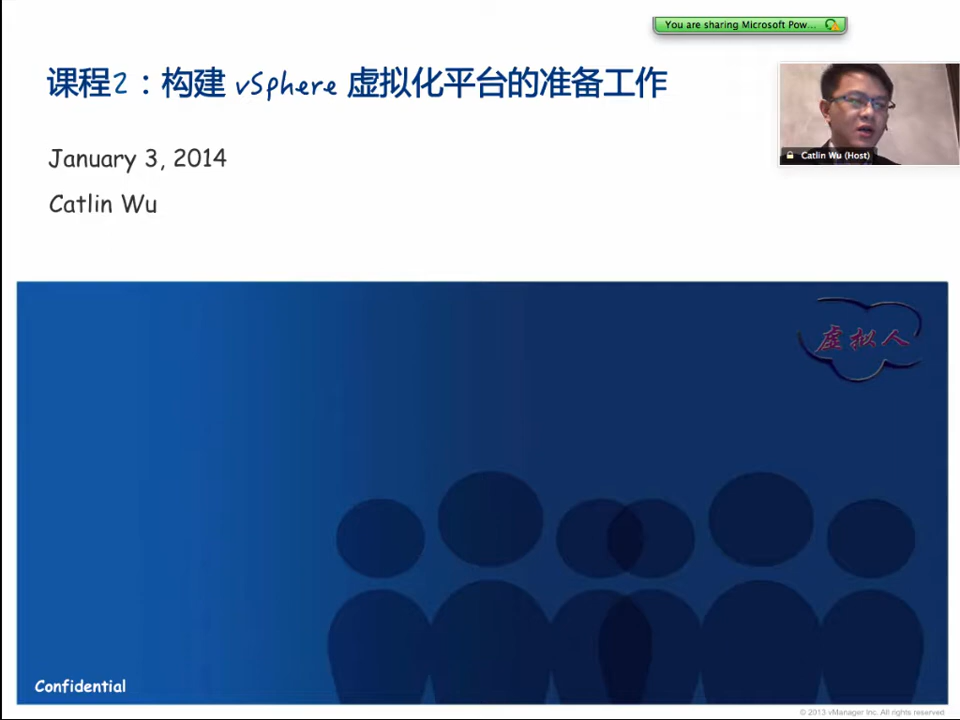 You are sharing Microsoft Pow...
课程2：构建 vSphere 虚拟化平台的准备工作
Catlin Wu (Host)
January 3, 2014
Catlin Wu
虚拟人
Confidential
© 2013 vManager Inc. All rights reserved